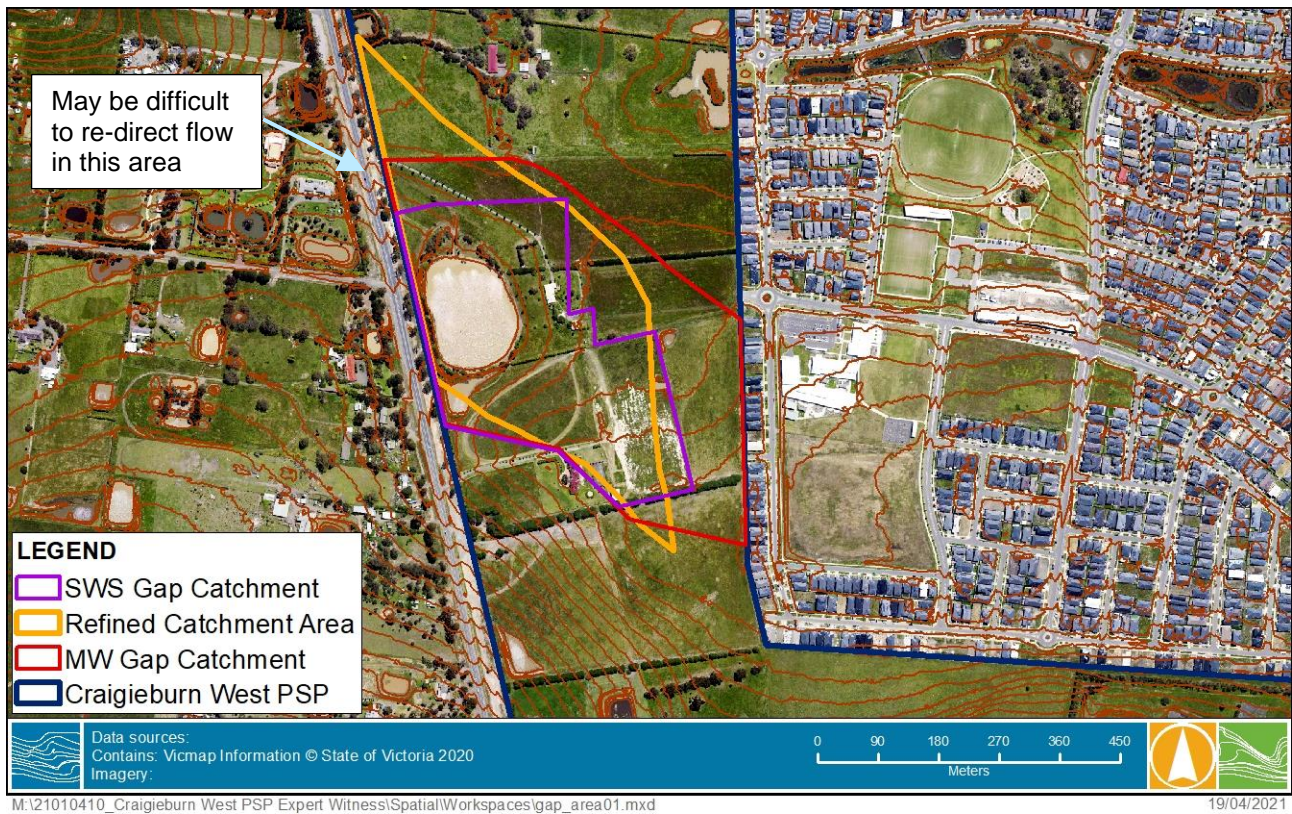 May be difficult
to re-direct flow
in this area
LEGEND
SWS Gap Catchment
Refined Catchment Area
MW Gap Catchment
Craigieburn West PSP
Data sources:
Contains: Vicmap Information © State of Victoria 2020
Imagery:
0 90 180 270 360 450
Meters
M:\21010410_Craigieburn West PSP Expert Witness\Spatial\Workspaces\gap_area01.mxd
19/04/2021